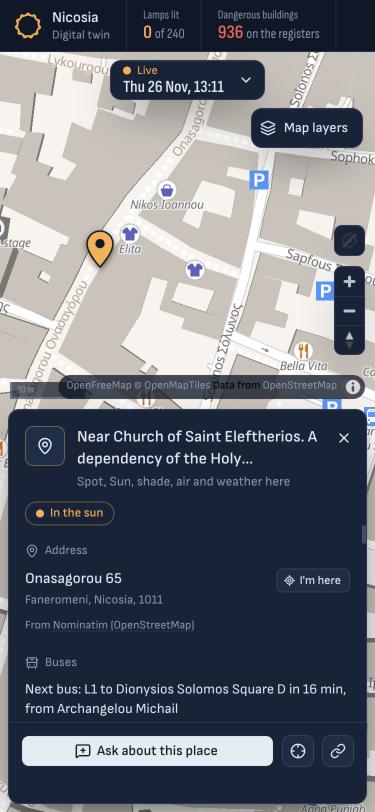 Nicosia
Digital twin
Lamps lit
0 of 240
Dangerous buildings
936 on the registers
Lykourgou
Live
Thu 26 Nov, 13:11
Map layers
Onasagorou
Sophok
P
Nikos Ioannou
stage
Elita
Sapfous
P
Οδός Σόλωνος
Bella Vita
30 m
OpenFreeMap © OpenMapTiles Data from OpenStreetMap
Near Church of Saint Eleftherios. A
dependency of the Holy...
Spot, Sun, shade, air and weather here
In the sun
Address
Onasagorou 65
I'm here
Faneromeni, Nicosia, 1011
From Nominatim (OpenStreetMap)
Buses
Next bus: L1 to Dionysios Solomos Square D in 16 min,
from Archangelou Michail
Ask about this place